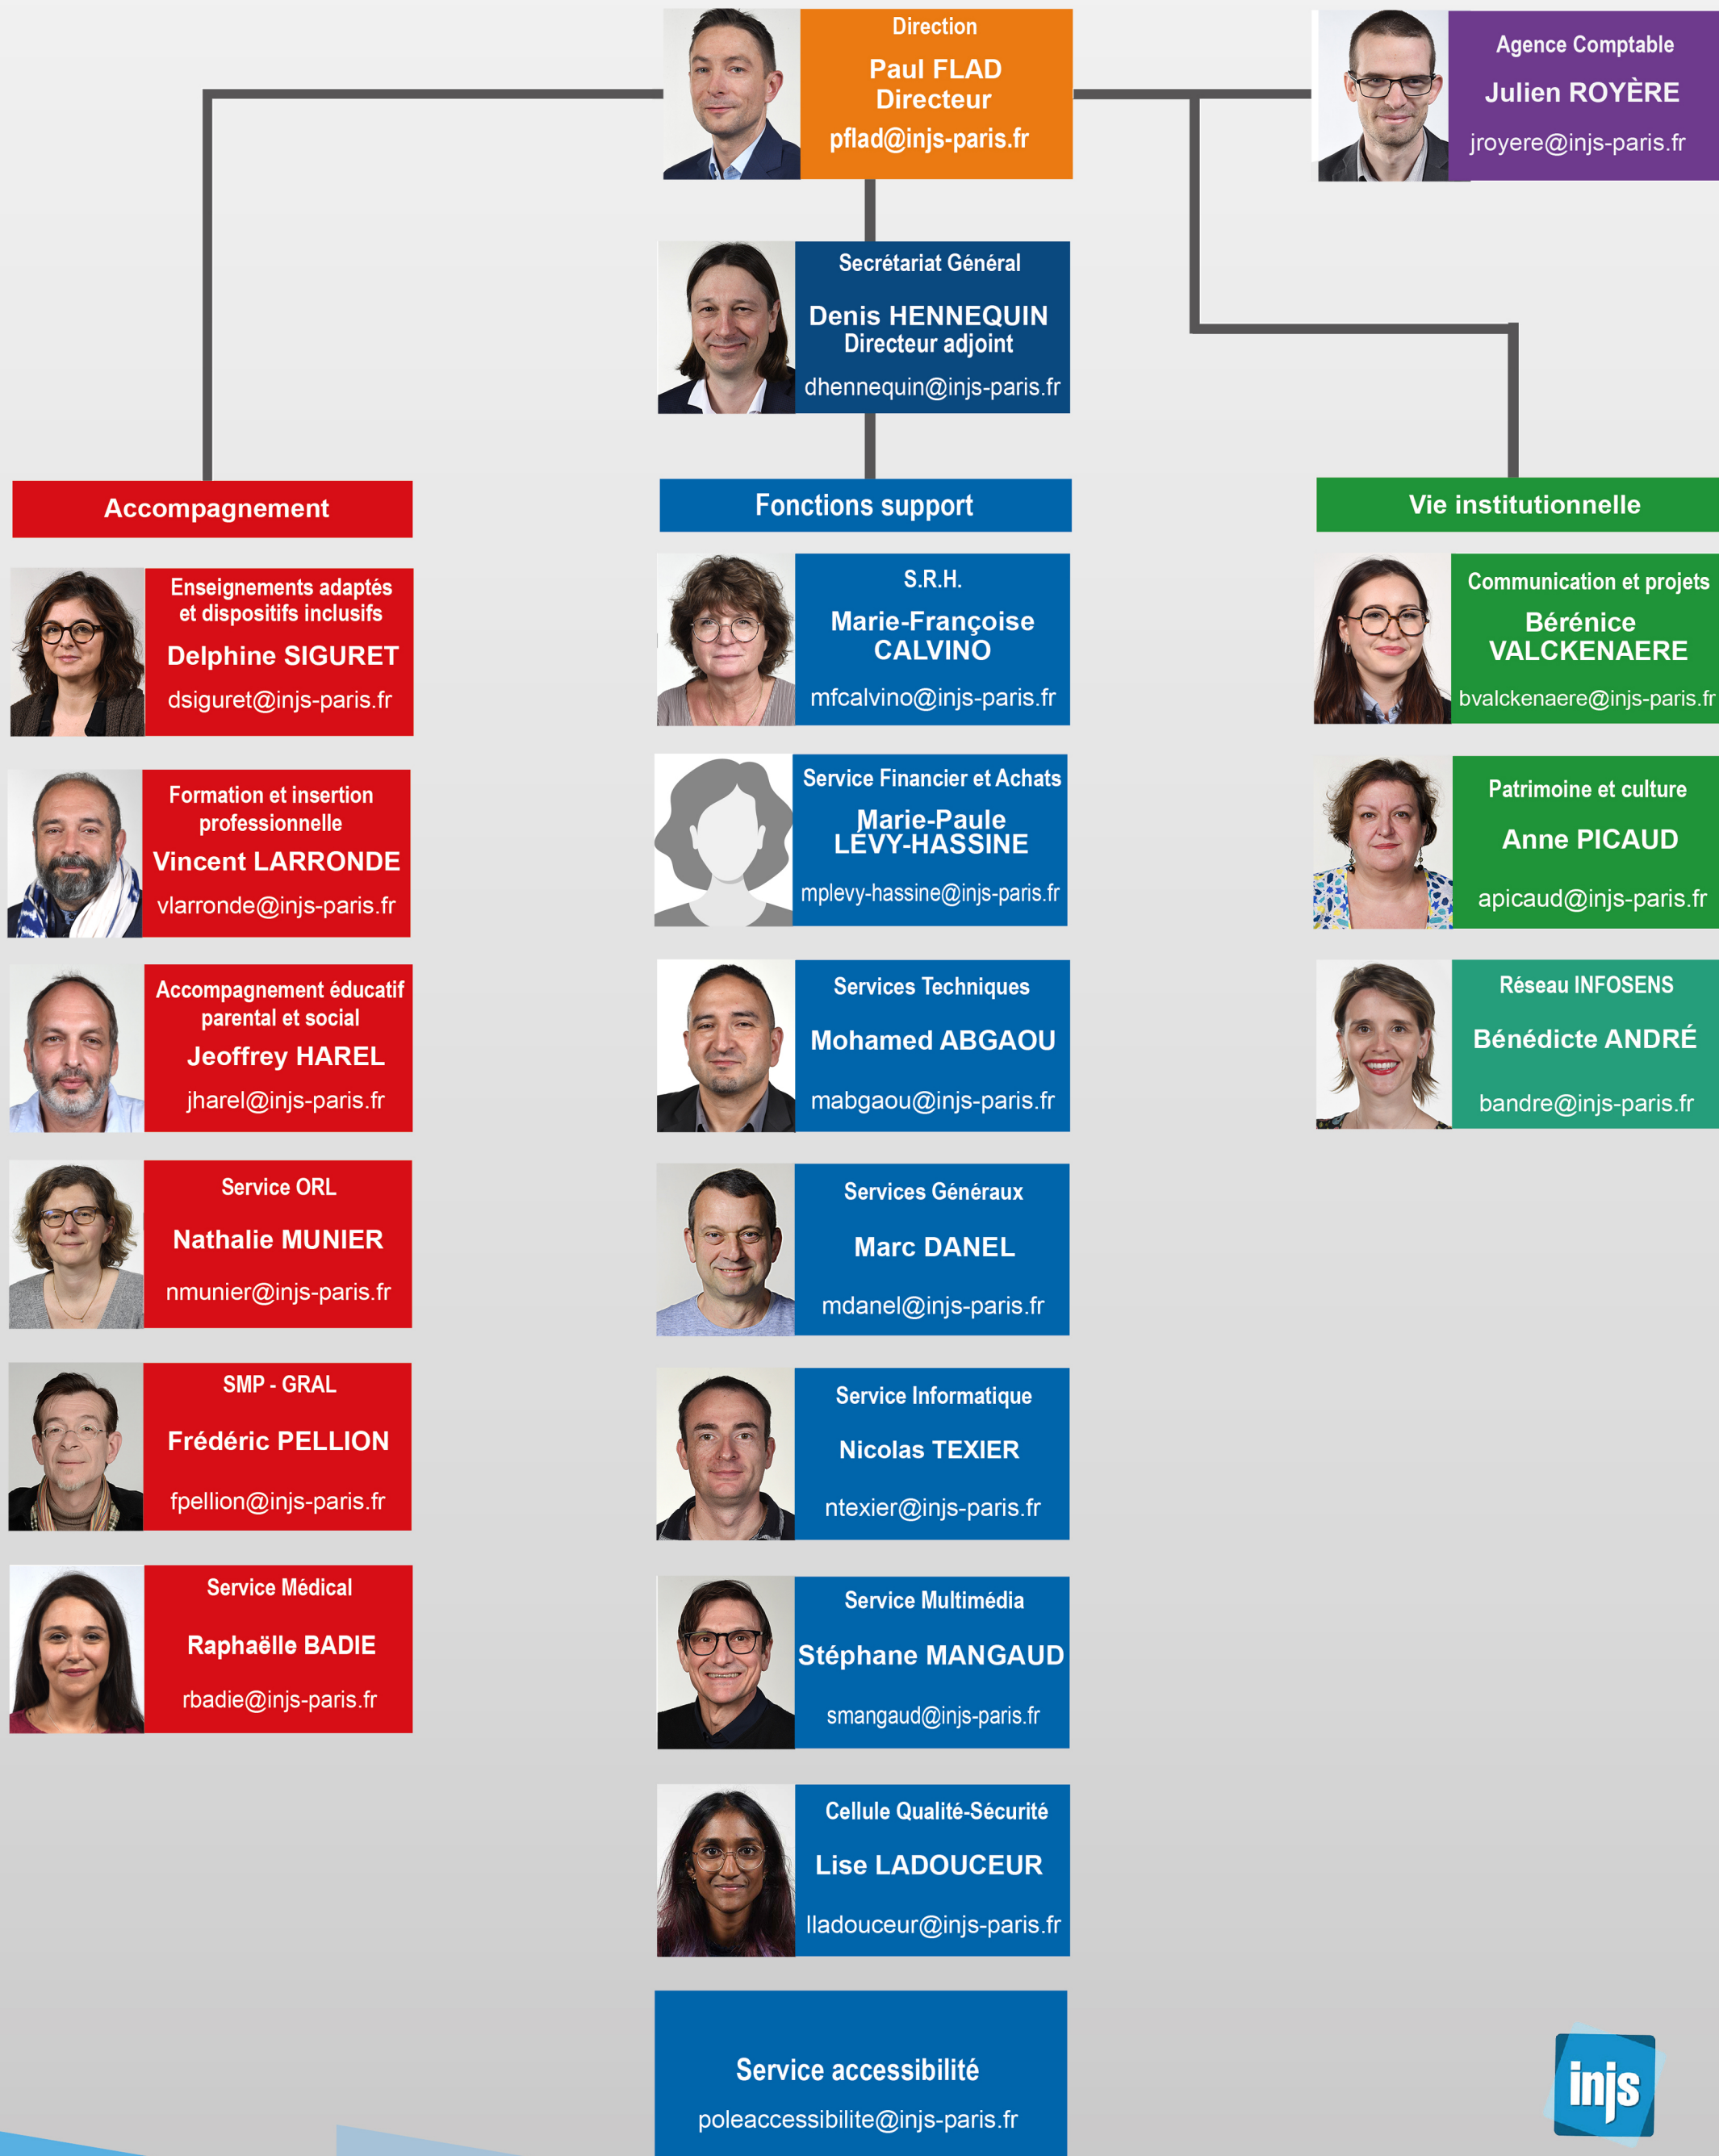 Direction
Paul FLAD
Directeur
pflad@injs-paris.fr
Agence Comptable
Julien ROYÈRE
jroyere@injs-paris.fr
Secrétariat Général
Denis HENNEQUIN
Directeur adjoint
dhennequin@injs-paris.fr
Accompagnement
Enseignements adaptés
et dispositifs inclusifs
Delphine SIGURET
dsiguret@injs-paris.fr
Formation et insertion
professionnelle
Vincent LARRONDE
vlarronde@injs-paris.fr
Accompagnement éducatif
parental et social
Jeoffrey HAREL
jharel@injs-paris.fr
Service ORL
Nathalie MUNIER
nmunier@injs-paris.fr
SMP - GRAL
Frédéric PELLION
fpellion@injs-paris.fr
Service Médical
Raphaëlle BADIE
rbadie@injs-paris.fr
Fonctions support
S.R.H.
Marie-Françoise
CALVINO
mfcalvino@injs-paris.fr
Service Financier et Achats
Marie-Paule
LÉVY-HASSINE
mplevy-hassine@injs-paris.fr
Services Techniques
Mohamed ABGAOU
mabgaou@injs-paris.fr
Services Généraux
Marc DANEL
mdanel@injs-paris.fr
Service Informatique
Nicolas TEXIER
ntexier@injs-paris.fr
Service Multimédia
Stéphane MANGAUD
smangaud@injs-paris.fr
Cellule Qualité-Sécurité
Lise LADOUCEUR
lladouceur@injs-paris.fr
Service accessibilité
poleaccessibilite@injs-paris.fr
Vie institutionnelle
Communication et projets
Bérénice
VALCKENAERE
bvalckenaere@injs-paris.fr
Patrimoine et culture
Anne PICAUD
apicaud@injs-paris.fr
Réseau INFOSENS
Bénédicte ANDRÉ
bandre@injs-paris.fr
injs